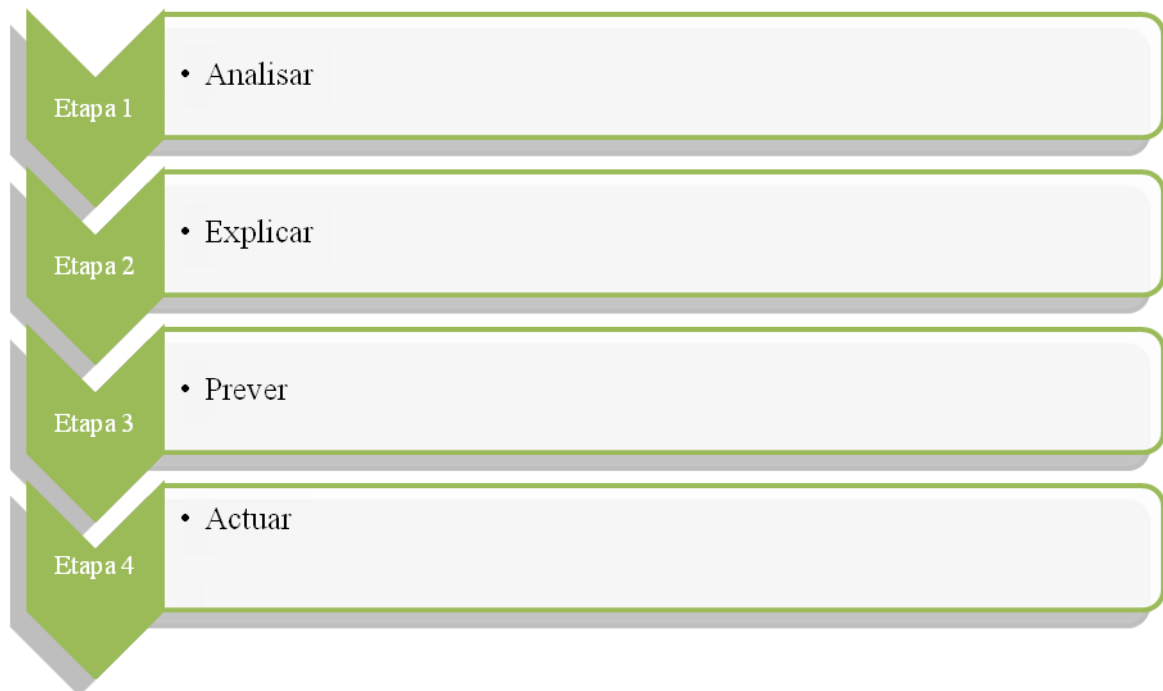 Etapa 1
• Analisar
Etapa 2
• Explicar
Etapa 3
• Prever
Etapa 4
• Actuar